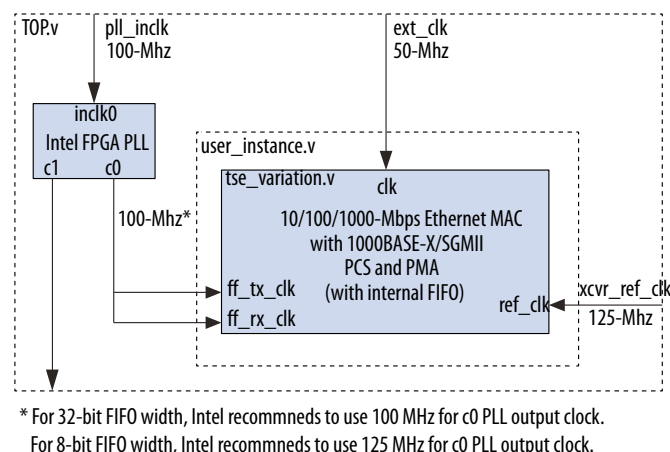 TOP.v
pll_inclk
100-Mhz
ext_clk
50-Mhz
inclk0
Intel FPGA PLL
c1 c0
100-Mhz*
user_instance.v
tse_variation.v
clk
10/100/1000-Mbps Ethernet MAC
with 1000BASE-X/SGMII
PCS and PMA
(with internal FIFO)
ff_tx_clk
ff_rx_clk
ref_clk
xcvr_ref_clk
125-Mhz
* For 32-bit FIFO width, Intel recommneds to use 100 MHz for c0 PLL output clock.
For 8-bit FIFO width, Intel recommneds to use 125 MHz for c0 PLL output clock.